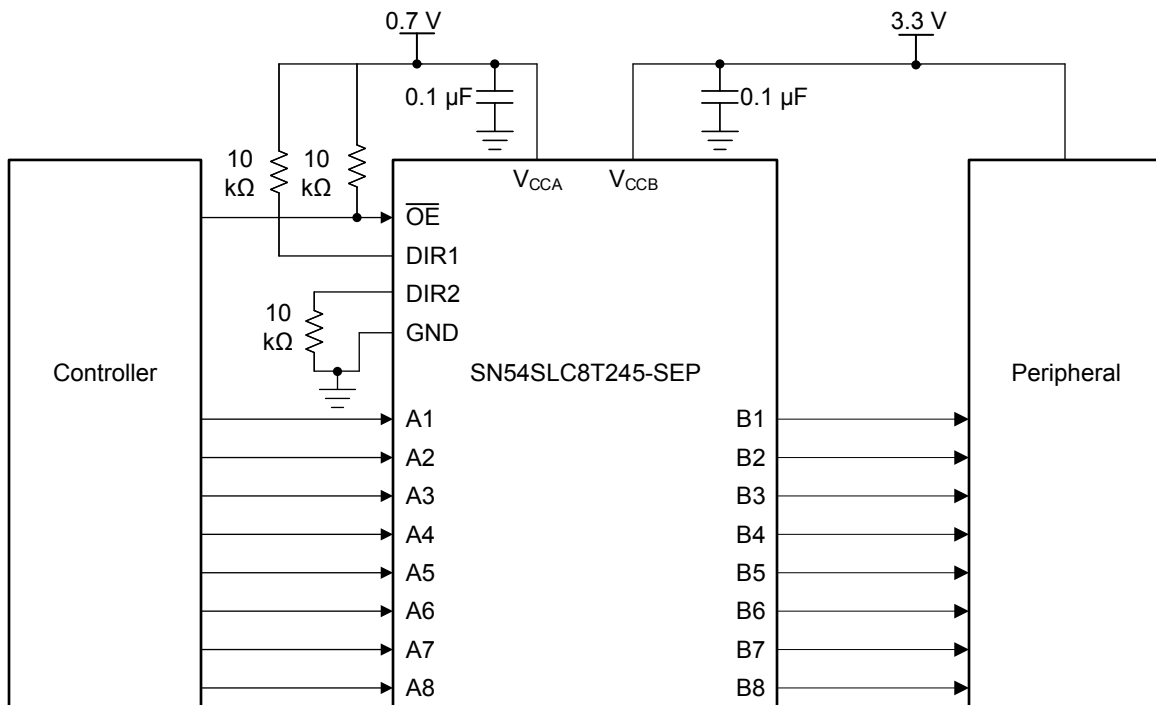 0.7 V
3.3 V
0.1 µF
0.1 µF
10
kΩ
10
kΩ
V_CCA
V_CCB
OE
DIR1
DIR2
GND
10
kΩ
Controller
SN54SLC8T245-SEP
Peripheral
A1
B1
A2
B2
A3
B3
A4
B4
A5
B5
A6
B6
A7
B7
A8
B8